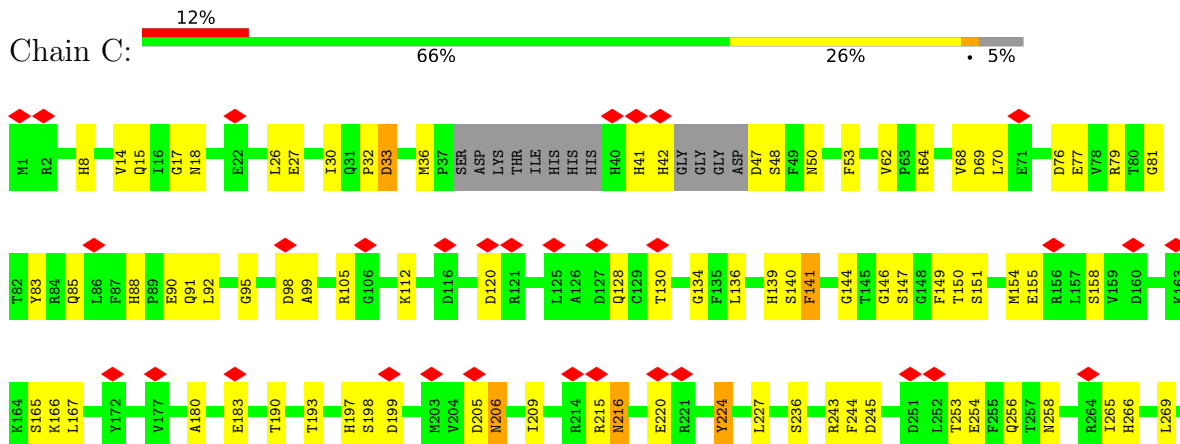 12%
Chain C:
66% 26% • 5%
M1 R2 H8 V14 Q15 I16 G17 N18 E22 L26 E27 I30 Q31 P32 D33 M36 P37 SER ASP LYS THR ILE HIS HIS HIS H40 H41 H42 GLY GLY GLY ASP D47 S48 F49 N50 F53 V62 P63 R64 V68 D69 L70 E71 D76 E77 V78 R79 T80 G81
T82 Y83 R84 Q85 L86 F87 H88 P89 E90 Q91 L92 G95 D98 A99 R105 G106 K112 D116 D120 R121 L125 A126 D127 Q128 C129 T130 G134 F135 L136 H139 S140 F141 G144 T145 G146 S147 G148 F149 T150 S151 M154 E155 R156 L157 S158 V159 D160 K163
K164 S165 K166 L167 Y172 V177 A180 E183 T190 T193 H197 S198 D199 M203 V204 D205 N206 I209 R214 R215 N216 E220 R221 Y224 L227 S236 R243 F244 D245 D251 L252 T253 E254 F255 Q256 T257 N258 R264 I265 H266 L269